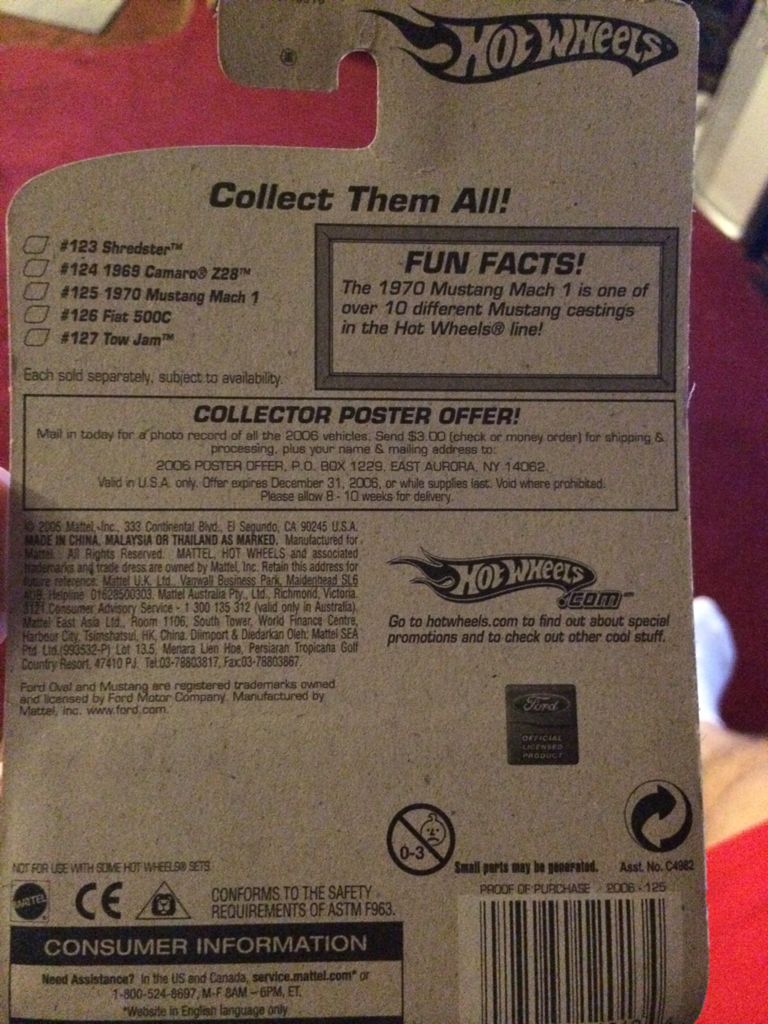 HOT WHEELS
Collect Them All!
#123 Shredster™
#124 1969 Camaro® Z28™
#125 1970 Mustang Mach 1
#126 Fiat 500C
#127 Tow Jam™
Each sold separately, subject to availability.
FUN FACTS!
The 1970 Mustang Mach 1 is one of
over 10 different Mustang castings
in the Hot Wheels® line!
COLLECTOR POSTER OFFER!
Mail in today for a photo record of all the 2006 vehicles. Send $3.00 (check or money order) for shipping &
processing, plus your name & mailing address to:
2006 POSTER OFFER, P.O. BOX 1229, EAST AURORA, NY 14062.
Valid in U.S.A. only. Offer expires December 31, 2006, or while supplies last. Void where prohibited.
Please allow 8 - 10 weeks for delivery.
© 2005 Mattel, Inc., 333 Continental Blvd., El Segundo, CA 90245 U.S.A.
MADE IN CHINA, MALAYSIA OR THAILAND AS MARKED. Manufactured for
Mattel. All Rights Reserved. MATTEL, HOT WHEELS and associated
trademarks and trade dress are owned by Mattel, Inc. Retain this address for
future reference: Mattel U.K. Ltd., Vanwall Business Park, Maidenhead SL6
4UB. Helpline 01628500303. Mattel Australia Pty., Ltd., Richmond, Victoria.
3121.Consumer Advisory Service - 1 300 135 312 (valid only in Australia).
Mattel East Asia Ltd., Room 1106, South Tower, World Finance Centre,
Harbour City, Tsimshatsui, HK, China. Diimport & Diedarkan Oleh: Mattel SEA
Ptd Ltd.(993532-P) Lot 13.5, Menara Lien Hoe, Persiaran Tropicana Golf
Country Resort, 47410 PJ. Tel:03-78803817, Fax:03-78803867.
Ford Oval and Mustang are registered trademarks owned
and licensed by Ford Motor Company. Manufactured by
Mattel, Inc. www.ford.com.
HOT WHEELS
.COM™
Go to hotwheels.com to find out about special
promotions and to check out other cool stuff.
Ford
OFFICIAL
LICENSED
PRODUCT
0-3
Small parts may be generated.
Asst. No. C4982
NOT FOR USE WITH SOME HOT WHEELS® SETS.
MATTEL
CE
CONFORMS TO THE SAFETY
REQUIREMENTS OF ASTM F963.
PROOF OF PURCHASE 2006 - 125
CONSUMER INFORMATION
Need Assistance? In the US and Canada, service.mattel.com* or
1-800-524-8697, M-F 8AM – 6PM, ET.
*Website in English language only